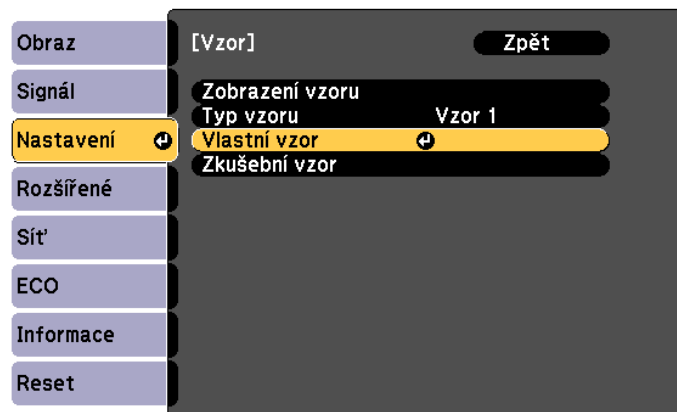 Obraz
Signál
Nastavení
Rozšířené
Síť
ECO
Informace
Reset
[Vzor] Zpět
Zobrazení vzoru
Typ vzoru Vzor 1
Vlastní vzor
Zkušební vzor